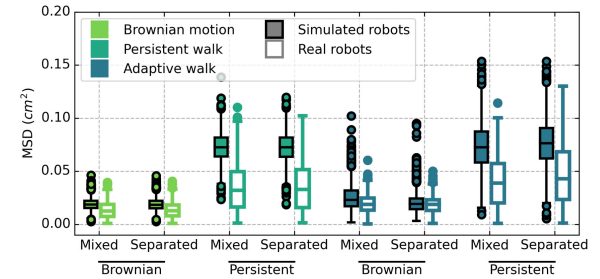 0.20
0.15
0.10
0.05
0.00
MSD (cm²)
Brownian motion
Persistent walk
Adaptive walk
Simulated robots
Real robots
Mixed Separated Mixed Separated Mixed Separated Mixed Separated
Brownian Persistent Brownian Persistent